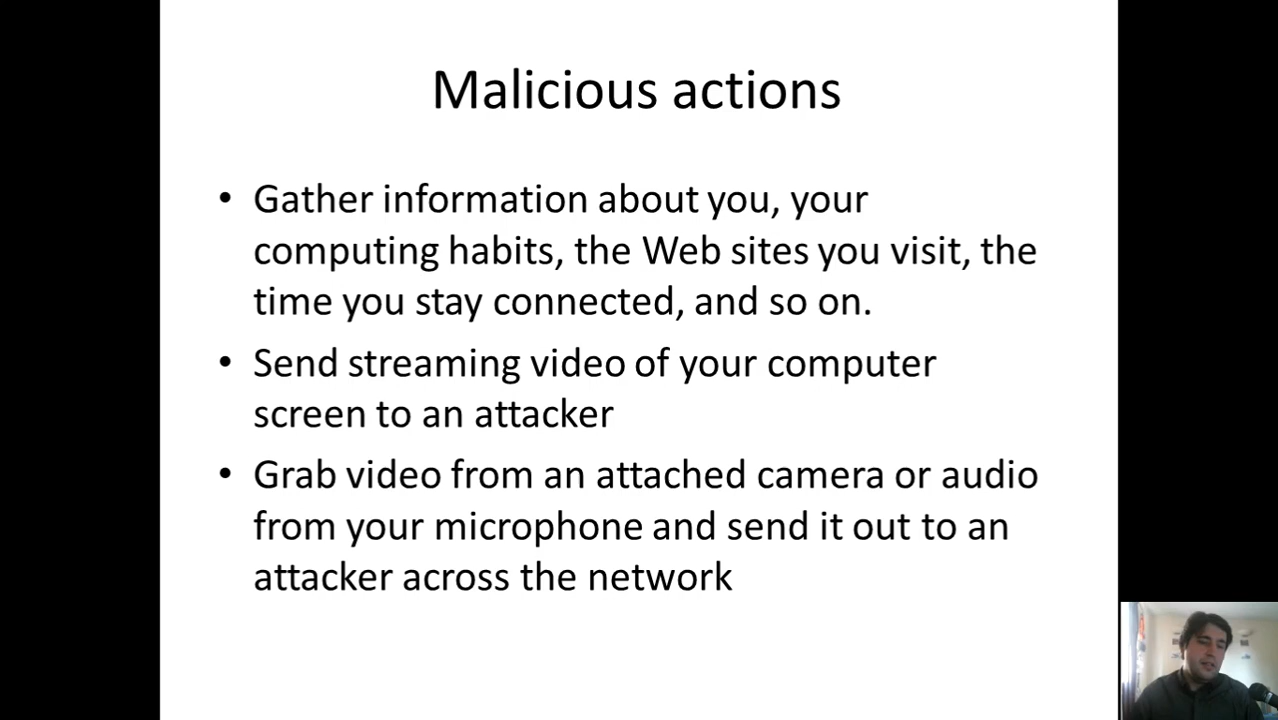 Malicious actions
• Gather information about you, your
computing habits, the Web sites you visit, the
time you stay connected, and so on.
• Send streaming video of your computer
screen to an attacker
• Grab video from an attached camera or audio
from your microphone and send it out to an
attacker across the network